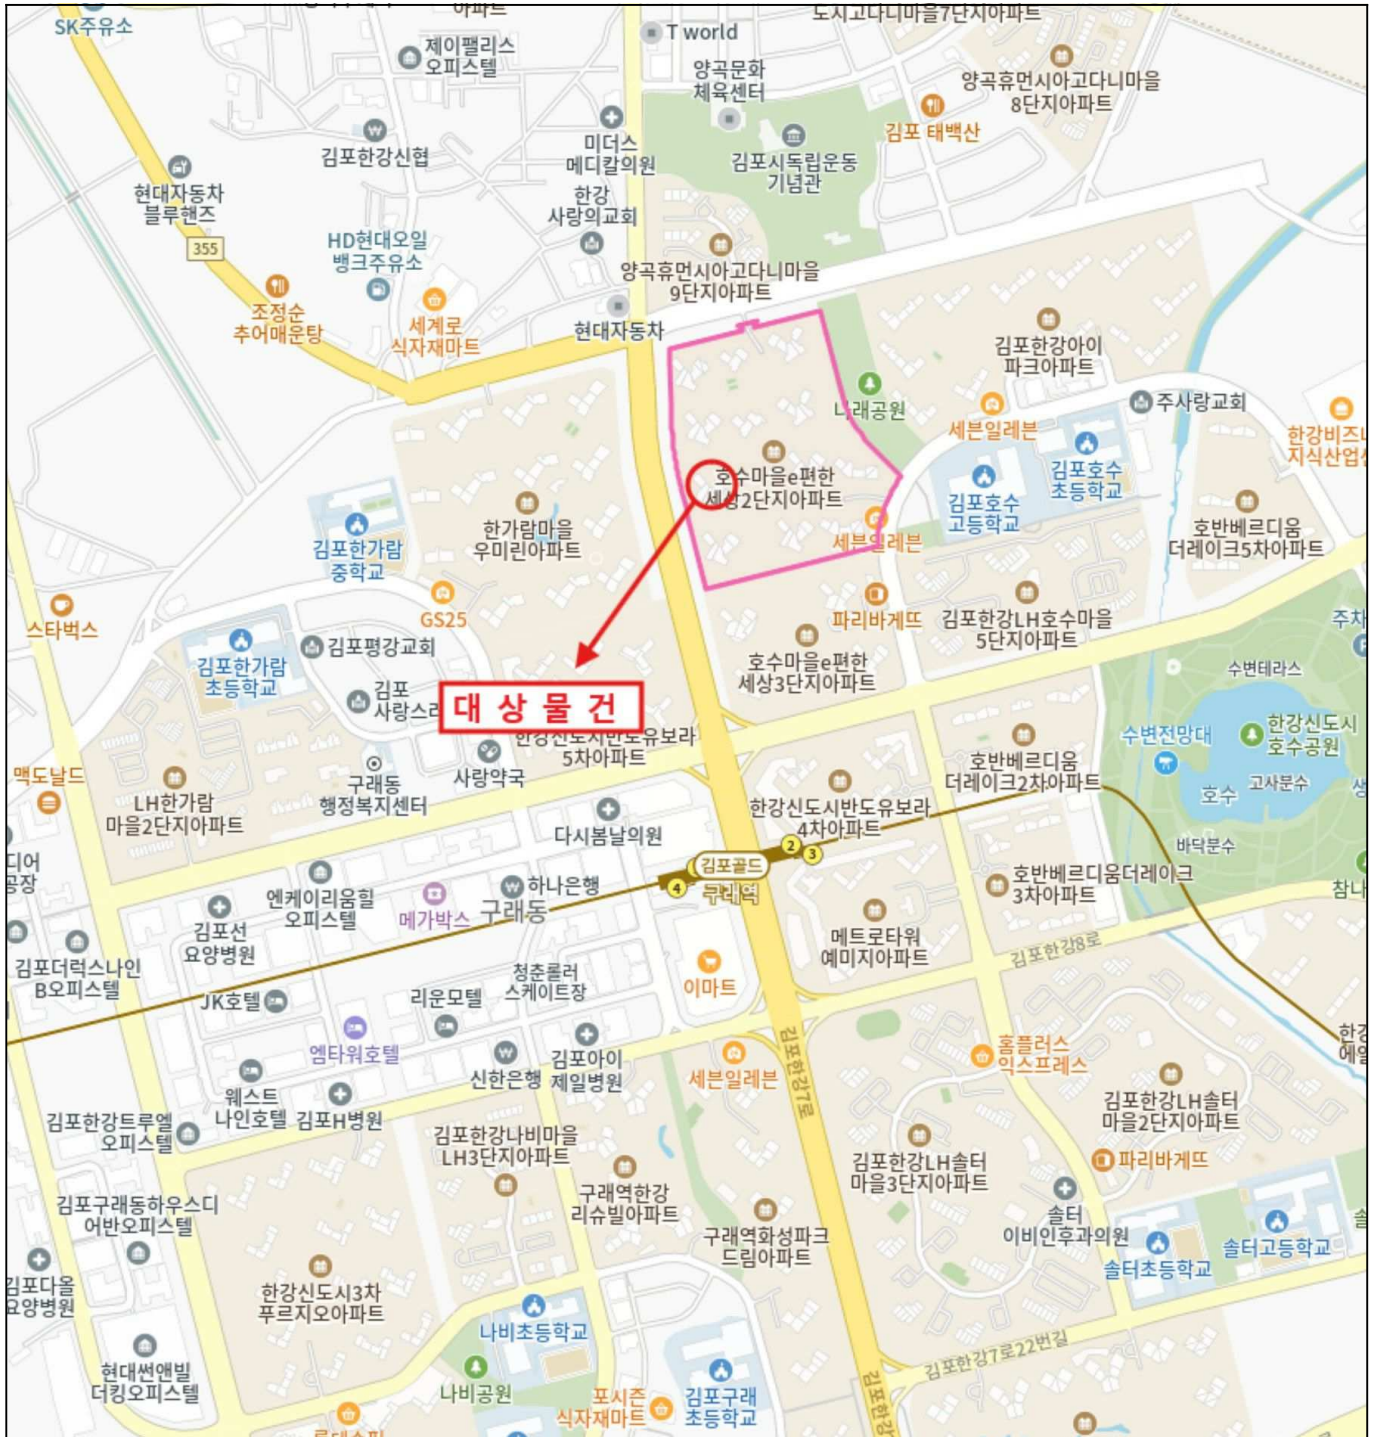 아파트
도시고다니마을7단지아파트
SK주유소
T world
제이팰리스
오피스텔
양곡문화
체육센터
양곡휴먼시아고다니마을
8단지아파트
김포 태백산
김포한강신협
미더스
메디칼의원
김포시독립운동
기념관
현대자동차
블루핸즈
한강
사랑의교회
355
HD현대오일
뱅크주유소
양곡휴먼시아고다니마을
9단지아파트
조정순
추어매운탕
세계로
식자재마트
현대자동차
김포한강아이
파크아파트
나래공원
세븐일레븐
주사랑교회
한강비즈니
지식산업센
호수마을e편한
세상2단지아파트
김포호수
초등학교
김포호수
고등학교
한가람마을
우미린아파트
김포한가람
중학교
세븐일레븐
호반베르디움
더레이크5차아파트
스타벅스
GS25
파리바게뜨
김포한강LH호수마을
5단지아파트
주차
김포한가람
초등학교
김포평강교회
호수마을e편한
세상3단지아파트
수변테라스
김포
사랑스러
대상물건
한강신도시반도유보라
5차아파트
수변전망대
한강신도시
호수공원
맥도날드
LH한가람
마을2단지아파트
구래동
행정복지센터
사랑약국
호반베르디움
더레이크2차아파트
호수
고사분수
생
한강신도시반도유보라
4차아파트
다시봄날의원
바닥분수
디어
공장
2
3
김포골드
4
구래역
엔케이리움힐
오피스텔
메가박스
하나은행
구래동
호반베르디움더레이크
3차아파트
참나
김포선
요양병원
메트로타워
예미지아파트
김포한강8로
김포더럭스나인
B오피스텔
JK호텔
리운모텔
청춘롤러
스케이트장
이마트
엠타워호텔
신한은행
김포아이
제일병원
세븐일레븐
김포한강7로
홈플러스
익스프레스
한강
에일
웨스트
나인호텔
김포H병원
김포한강트루엘
오피스텔
김포한강나비마을
LH3단지아파트
김포한강LH솔터
마을2단지아파트
김포한강LH솔터
마을3단지아파트
파리바게뜨
구래역한강
리슈빌아파트
김포구래동하우스디
어반오피스텔
구래역화성파크
드림아파트
솔터
이비인후과의원
솔터초등학교
솔터고등학교
솔
김포다올
요양병원
한강신도시3차
푸르지오아파트
나비초등학교
현대썬앤빌
더킹오피스텔
나비공원
포시즌
식자재마트
김포구래
초등학교
김포한강7로22번길
김포한강
롯데슈퍼